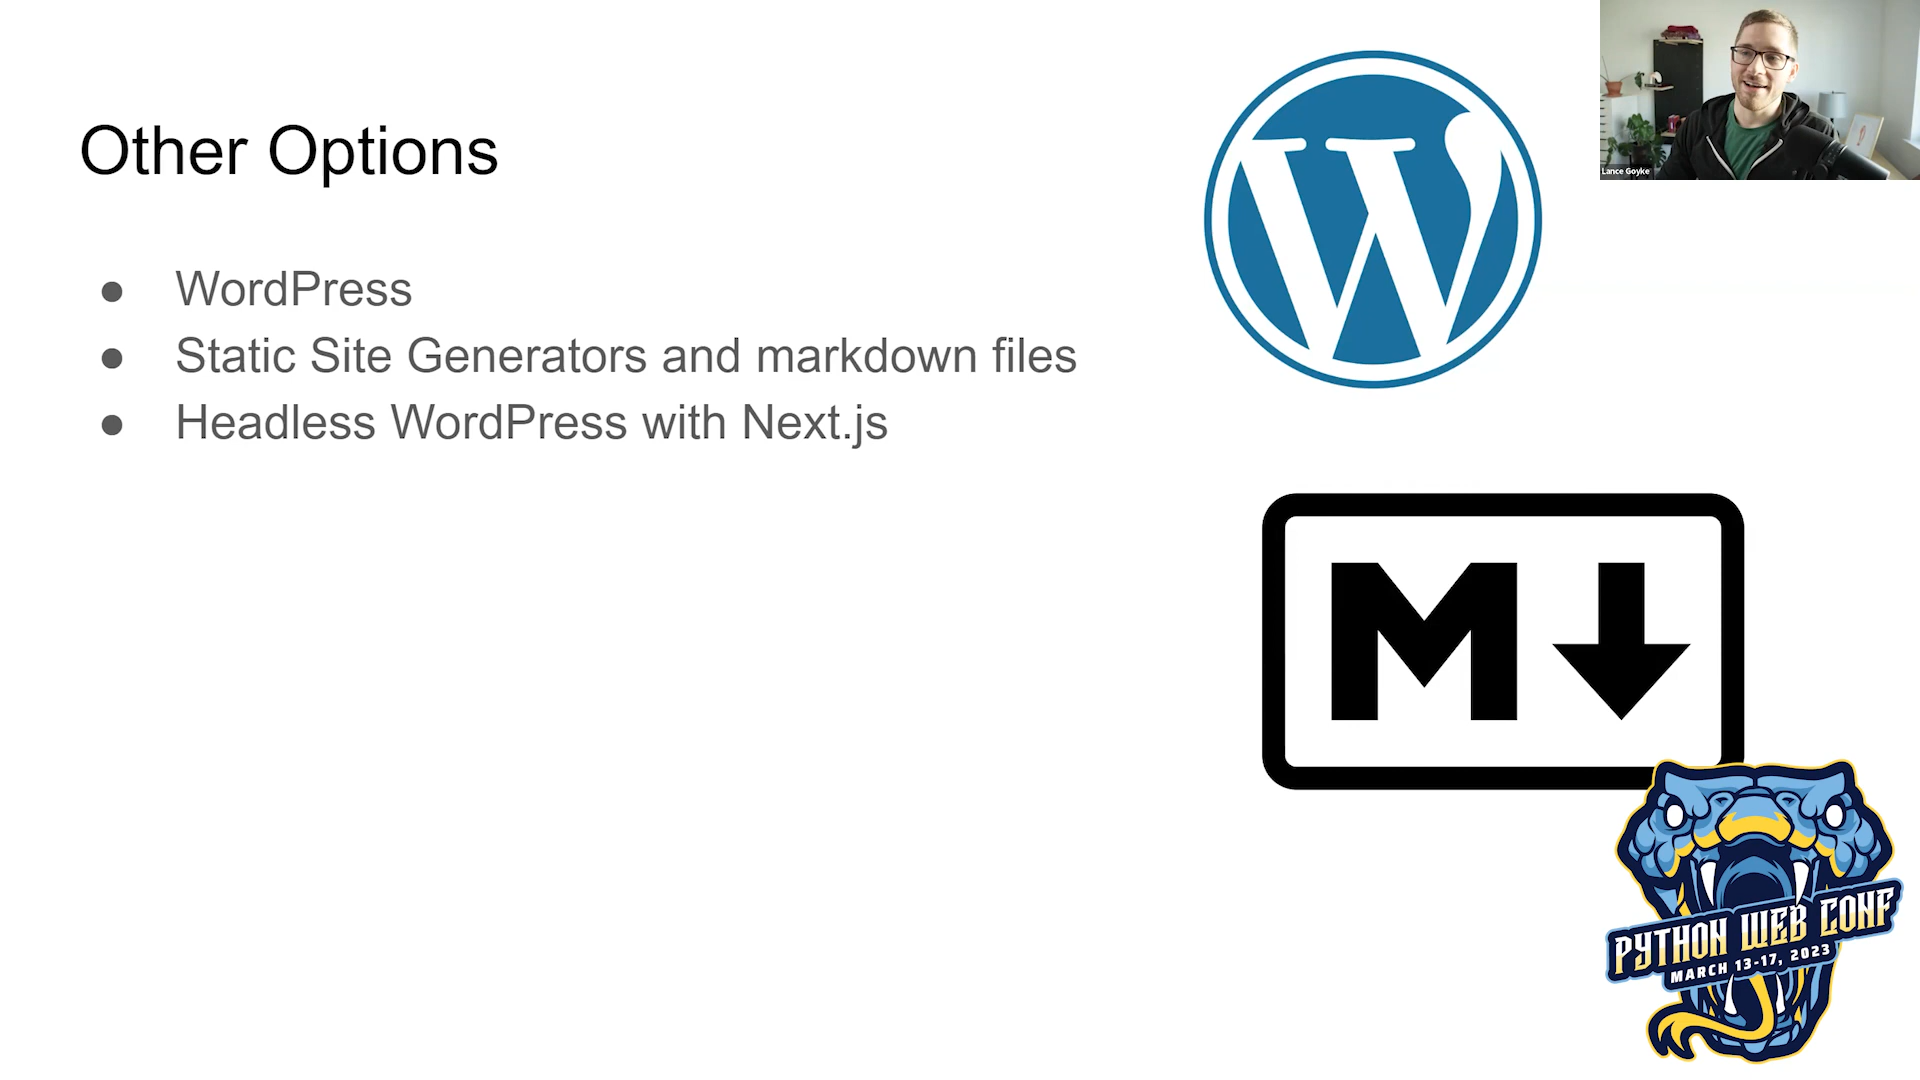 Other Options
● WordPress
● Static Site Generators and markdown files
● Headless WordPress with Next.js
W
M
Lance Goyke
PYTHON WEB CONF
MARCH 13-17, 2023